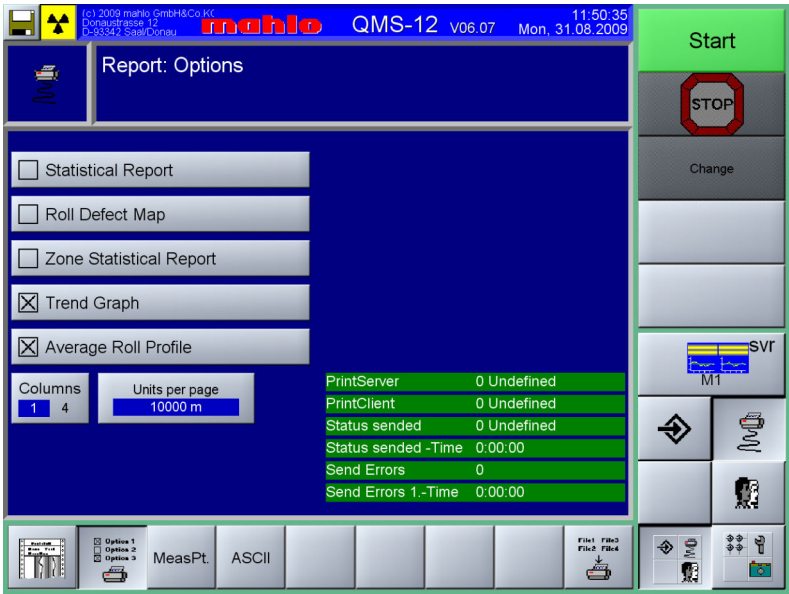 (c) 2009 mahlo GmbH&Co.KG
Donaustrasse 12
D-93342 Saal/Donau
mahlo
QMS-12 V06.07
11:50:35
Mon, 31.08.2009
Report: Options
Start
STOP
Change
Statistical Report
Roll Defect Map
Zone Statistical Report
Trend Graph
Average Roll Profile
Columns
1 4
Units per page
10000 m
PrintServer 0 Undefined
PrintClient 0 Undefined
Status sended 0 Undefined
Status sended -Time 0:00:00
Send Errors 0
Send Errors 1.-Time 0:00:00
svr
M1
Option 1
Option 2
Option 3
MeasPt.
ASCII
File1 File3
File2 File4